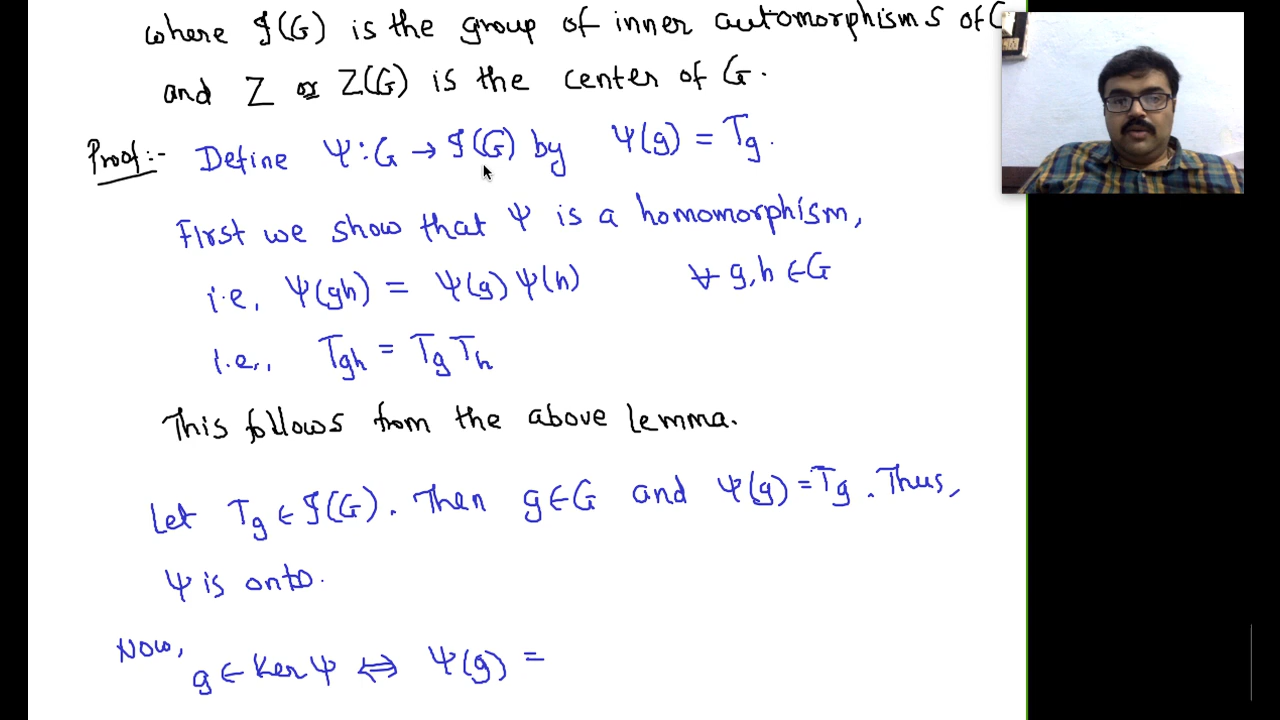 where 𝒥(G) is the group of inner automorphisms of G
and Z or Z(G) is the center of G.
Proof:- Define Ψ:G → 𝒥(G) by Ψ(g) = Tg.
First we show that Ψ is a homomorphism,
i.e, Ψ(gh) = Ψ(g) Ψ(h) ∀ g,h ∈ G
i.e., Tgh = Tg Th
This follows from the above lemma.
Let Tg ∈ 𝒥(G). Then g ∈ G and Ψ(g) = Tg. Thus,
Ψ is onto.
Now,
g ∈ Ker Ψ ⇔ Ψ(g) =